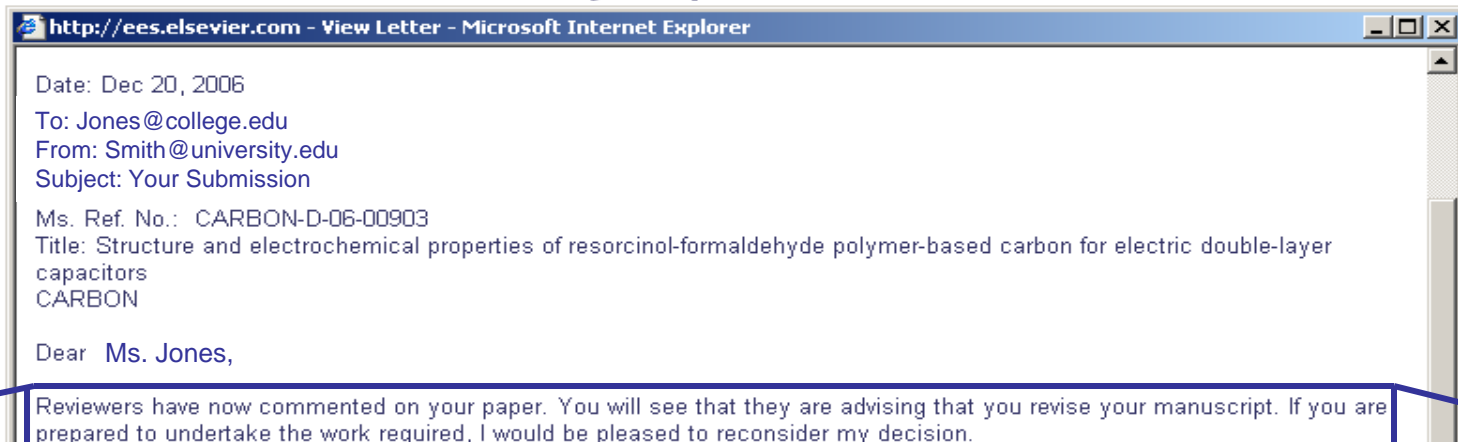 http://ees.elsevier.com - View Letter - Microsoft Internet Explorer
Date: Dec 20, 2006
To: Jones@college.edu
From: Smith@university.edu
Subject: Your Submission
Ms. Ref. No.: CARBON-D-06-00903
Title: Structure and electrochemical properties of resorcinol-formaldehyde polymer-based carbon for electric double-layer
capacitors
CARBON
Dear Ms. Jones,
Reviewers have now commented on your paper. You will see that they are advising that you revise your manuscript. If you are
prepared to undertake the work required, I would be pleased to reconsider my decision.